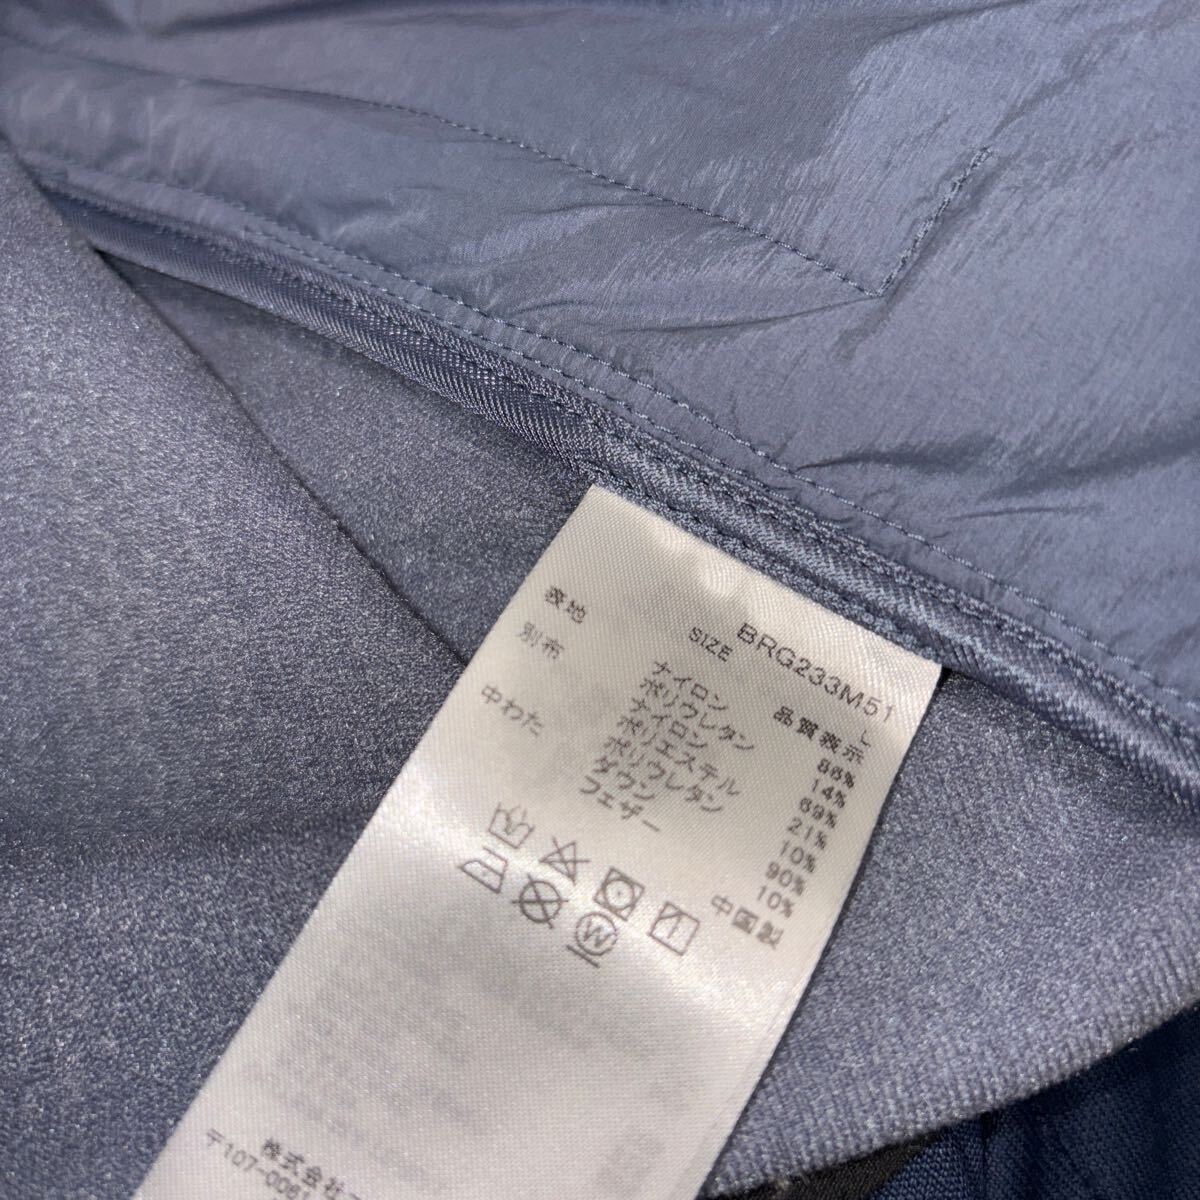 BRG233M51
SIZE L
品質表示
表地 ナイロン 86%
ポリウレタン 14%
別布 ナイロン 69%
ポリエステル 21%
ポリウレタン 10%
中わた ダウン 90%
フェザー 10%
中国製
W
株式会社
〒107-0061